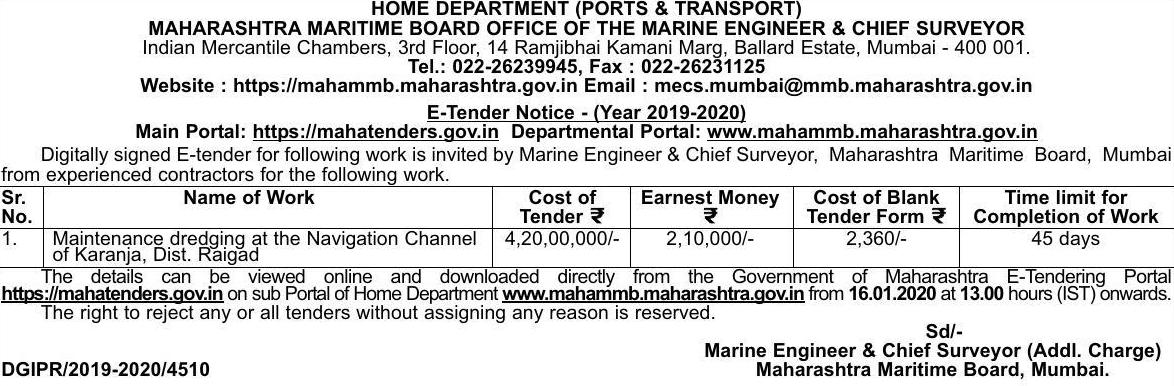 HOME DEPARTMENT (PORTS & TRANSPORT)
MAHARASHTRA MARITIME BOARD OFFICE OF THE MARINE ENGINEER & CHIEF SURVEYOR
Indian Mercantile Chambers, 3rd Floor, 14 Ramjibhai Kamani Marg, Ballard Estate, Mumbai - 400 001.
Tel.: 022-26239945, Fax : 022-26231125
Website : https://mahammb.maharashtra.gov.in Email : mecs.mumbai@mmb.maharashtra.gov.in
E-Tender Notice - (Year 2019-2020)
Main Portal: https://mahatenders.gov.in Departmental Portal: www.mahammb.maharashtra.gov.in
Digitally signed E-tender for following work is invited by Marine Engineer & Chief Surveyor, Maharashtra Maritime Board, Mumbai
from experienced contractors for the following work.
Sr. Name of Work Cost of Earnest Money Cost of Blank Time limit for
No. Tender ₹ ₹ Tender Form ₹ Completion of Work
1. Maintenance dredging at the Navigation Channel 4,20,00,000/- 2,10,000/- 2,360/- 45 days
of Karanja, Dist. Raigad
The details can be viewed online and downloaded directly from the Government of Maharashtra E-Tendering Portal
https://mahatenders.gov.in on sub Portal of Home Department www.mahammb.maharashtra.gov.in from 16.01.2020 at 13.00 hours (IST) onwards.
The right to reject any or all tenders without assigning any reason is reserved.
Sd/-
Marine Engineer & Chief Surveyor (Addl. Charge)
DGIPR/2019-2020/4510 Maharashtra Maritime Board, Mumbai.